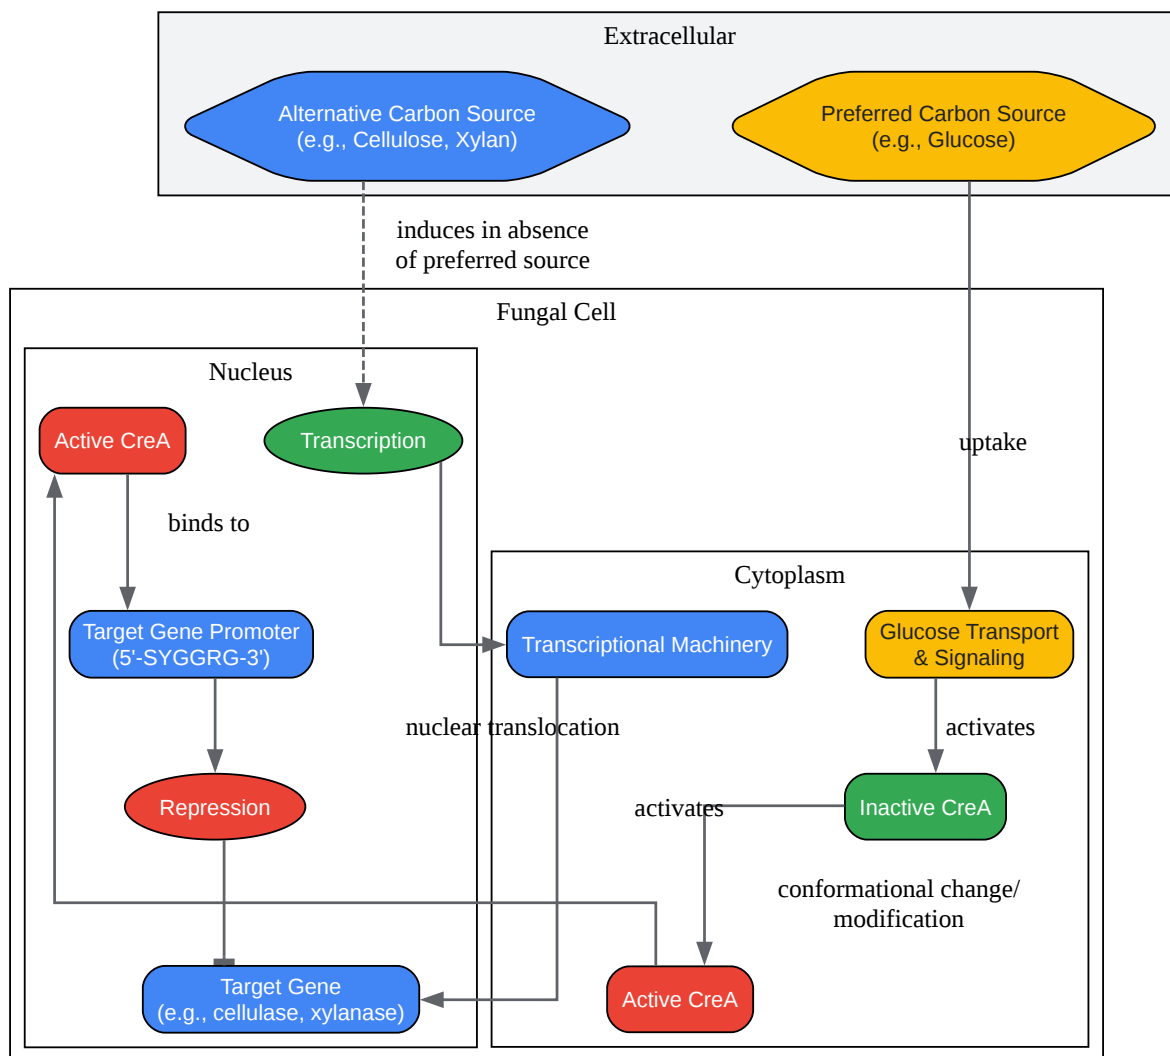 Extracellular
Alternative Carbon Source
(e.g., Cellulose, Xylan)
Preferred Carbon Source
(e.g., Glucose)
induces in absence
of preferred source
Fungal Cell
Nucleus
Active CreA
Transcription
uptake
binds to
Cytoplasm
Target Gene Promoter
(5'-SYGGRG-3')
Transcriptional Machinery
Glucose Transport
& Signaling
nuclear translocation
activates
Repression
activates
Inactive CreA
conformational change/
modification
Target Gene
(e.g., cellulase, xylanase)
Active CreA